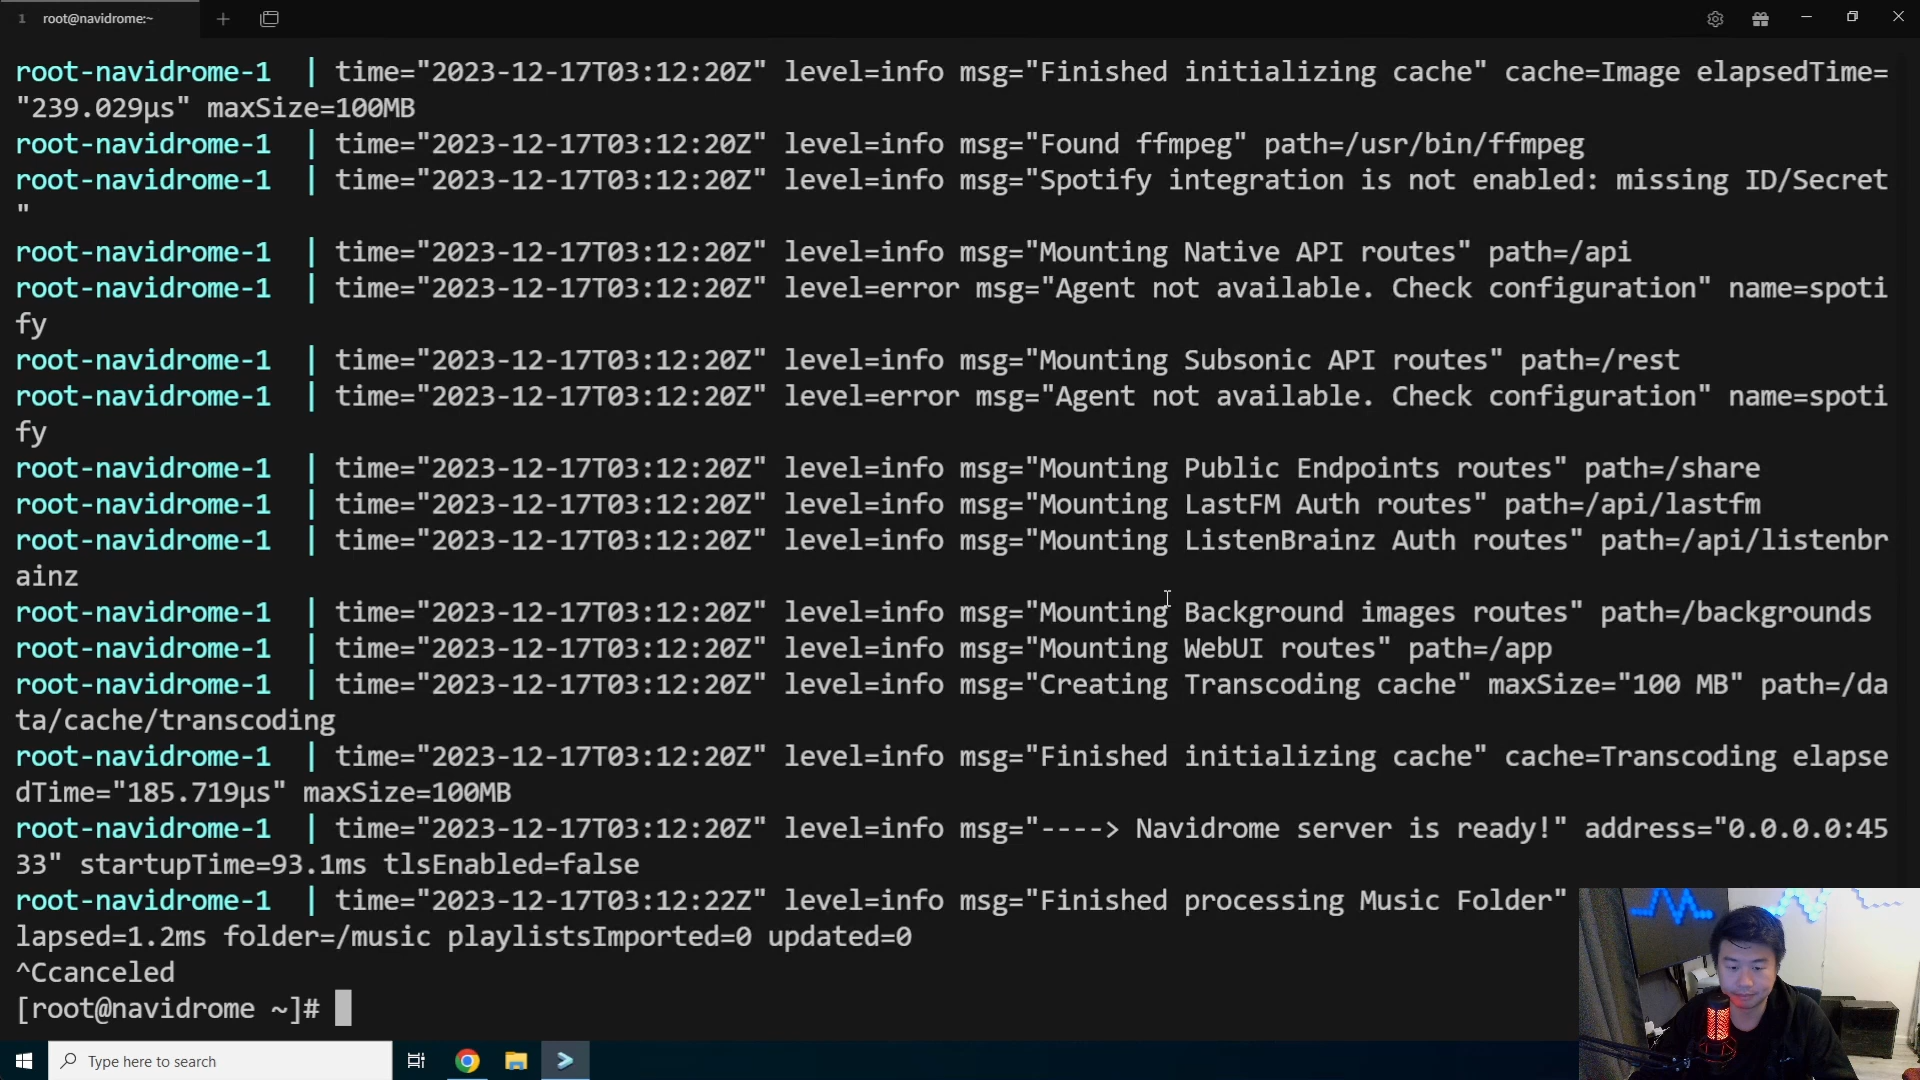 1 root@navidrome:~
root-navidrome-1 | time="2023-12-17T03:12:20Z" level=info msg="Finished initializing cache" cache=Image elapsedTime=
"239.029µs" maxSize=100MB
root-navidrome-1 | time="2023-12-17T03:12:20Z" level=info msg="Found ffmpeg" path=/usr/bin/ffmpeg
root-navidrome-1 | time="2023-12-17T03:12:20Z" level=info msg="Spotify integration is not enabled: missing ID/Secret
"
root-navidrome-1 | time="2023-12-17T03:12:20Z" level=info msg="Mounting Native API routes" path=/api
root-navidrome-1 | time="2023-12-17T03:12:20Z" level=error msg="Agent not available. Check configuration" name=spoti
fy
root-navidrome-1 | time="2023-12-17T03:12:20Z" level=info msg="Mounting Subsonic API routes" path=/rest
root-navidrome-1 | time="2023-12-17T03:12:20Z" level=error msg="Agent not available. Check configuration" name=spoti
fy
root-navidrome-1 | time="2023-12-17T03:12:20Z" level=info msg="Mounting Public Endpoints routes" path=/share
root-navidrome-1 | time="2023-12-17T03:12:20Z" level=info msg="Mounting LastFM Auth routes" path=/api/lastfm
root-navidrome-1 | time="2023-12-17T03:12:20Z" level=info msg="Mounting ListenBrainz Auth routes" path=/api/listenbr
ainz
root-navidrome-1 | time="2023-12-17T03:12:20Z" level=info msg="Mounting Background images routes" path=/backgrounds
root-navidrome-1 | time="2023-12-17T03:12:20Z" level=info msg="Mounting WebUI routes" path=/app
root-navidrome-1 | time="2023-12-17T03:12:20Z" level=info msg="Creating Transcoding cache" maxSize="100 MB" path=/da
ta/cache/transcoding
root-navidrome-1 | time="2023-12-17T03:12:20Z" level=info msg="Finished initializing cache" cache=Transcoding elapse
dTime="185.719µs" maxSize=100MB
root-navidrome-1 | time="2023-12-17T03:12:20Z" level=info msg="----> Navidrome server is ready!" address="0.0.0.0:45
33" startupTime=93.1ms tlsEnabled=false
root-navidrome-1 | time="2023-12-17T03:12:22Z" level=info msg="Finished processing Music Folder"
lapsed=1.2ms folder=/music playlistsImported=0 updated=0
^Ccanceled
[root@navidrome ~]#
Type here to search